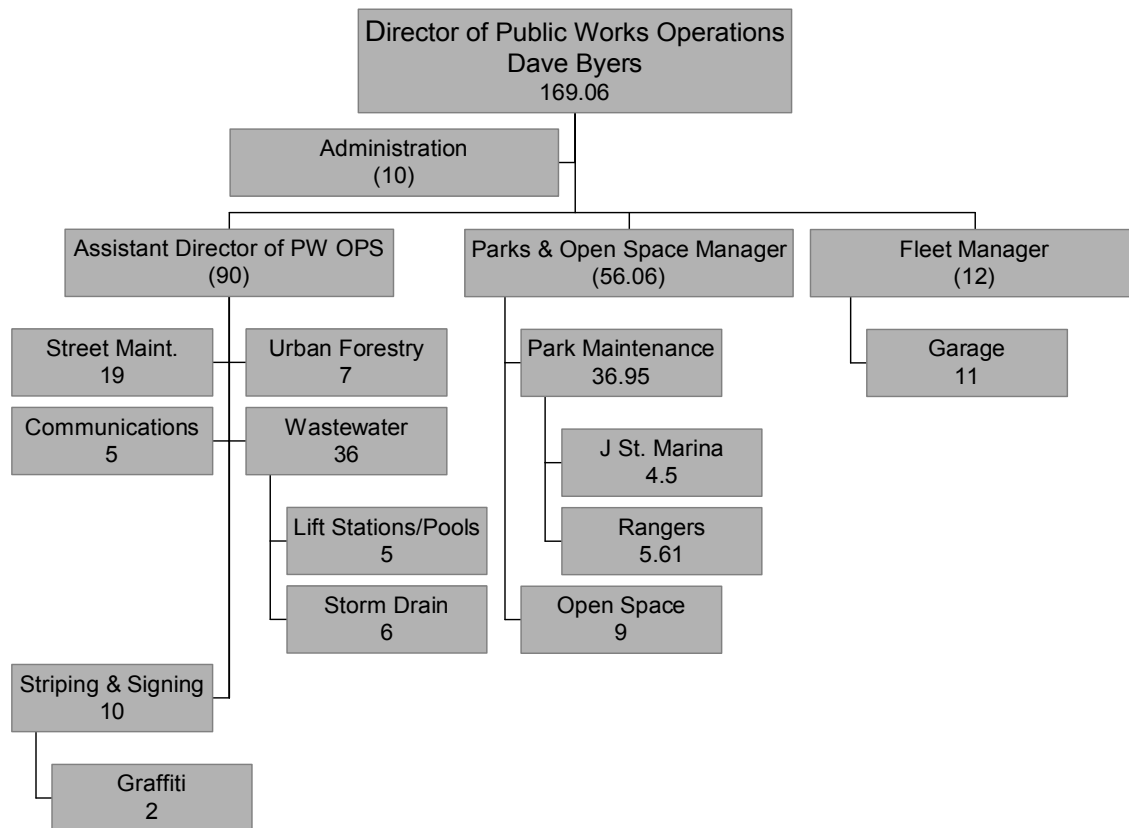 Director of Public Works Operations
Dave Byers
169.06
Administration
(10)
Assistant Director of PW OPS
(90)
Parks & Open Space Manager
(56.06)
Fleet Manager
(12)
Street Maint.
19
Urban Forestry
7
Communications
5
Wastewater
36
Lift Stations/Pools
5
Storm Drain
6
Striping & Signing
10
Graffiti
2
Park Maintenance
36.95
J St. Marina
4.5
Rangers
5.61
Open Space
9
Garage
11